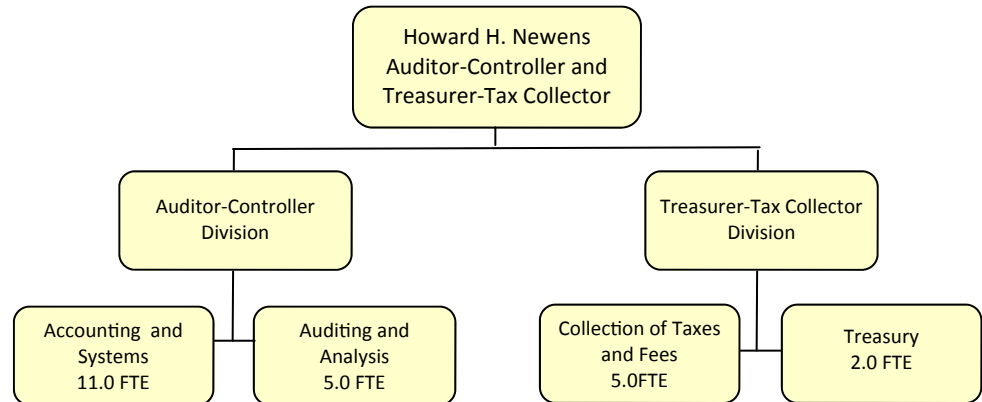 Howard H. Newens
Auditor-Controller and
Treasurer-Tax Collector
Auditor-Controller
Division
Treasurer-Tax Collector
Division
Accounting and
Systems
11.0 FTE
Auditing and
Analysis
5.0 FTE
Collection of Taxes
and Fees
5.0FTE
Treasury
2.0 FTE